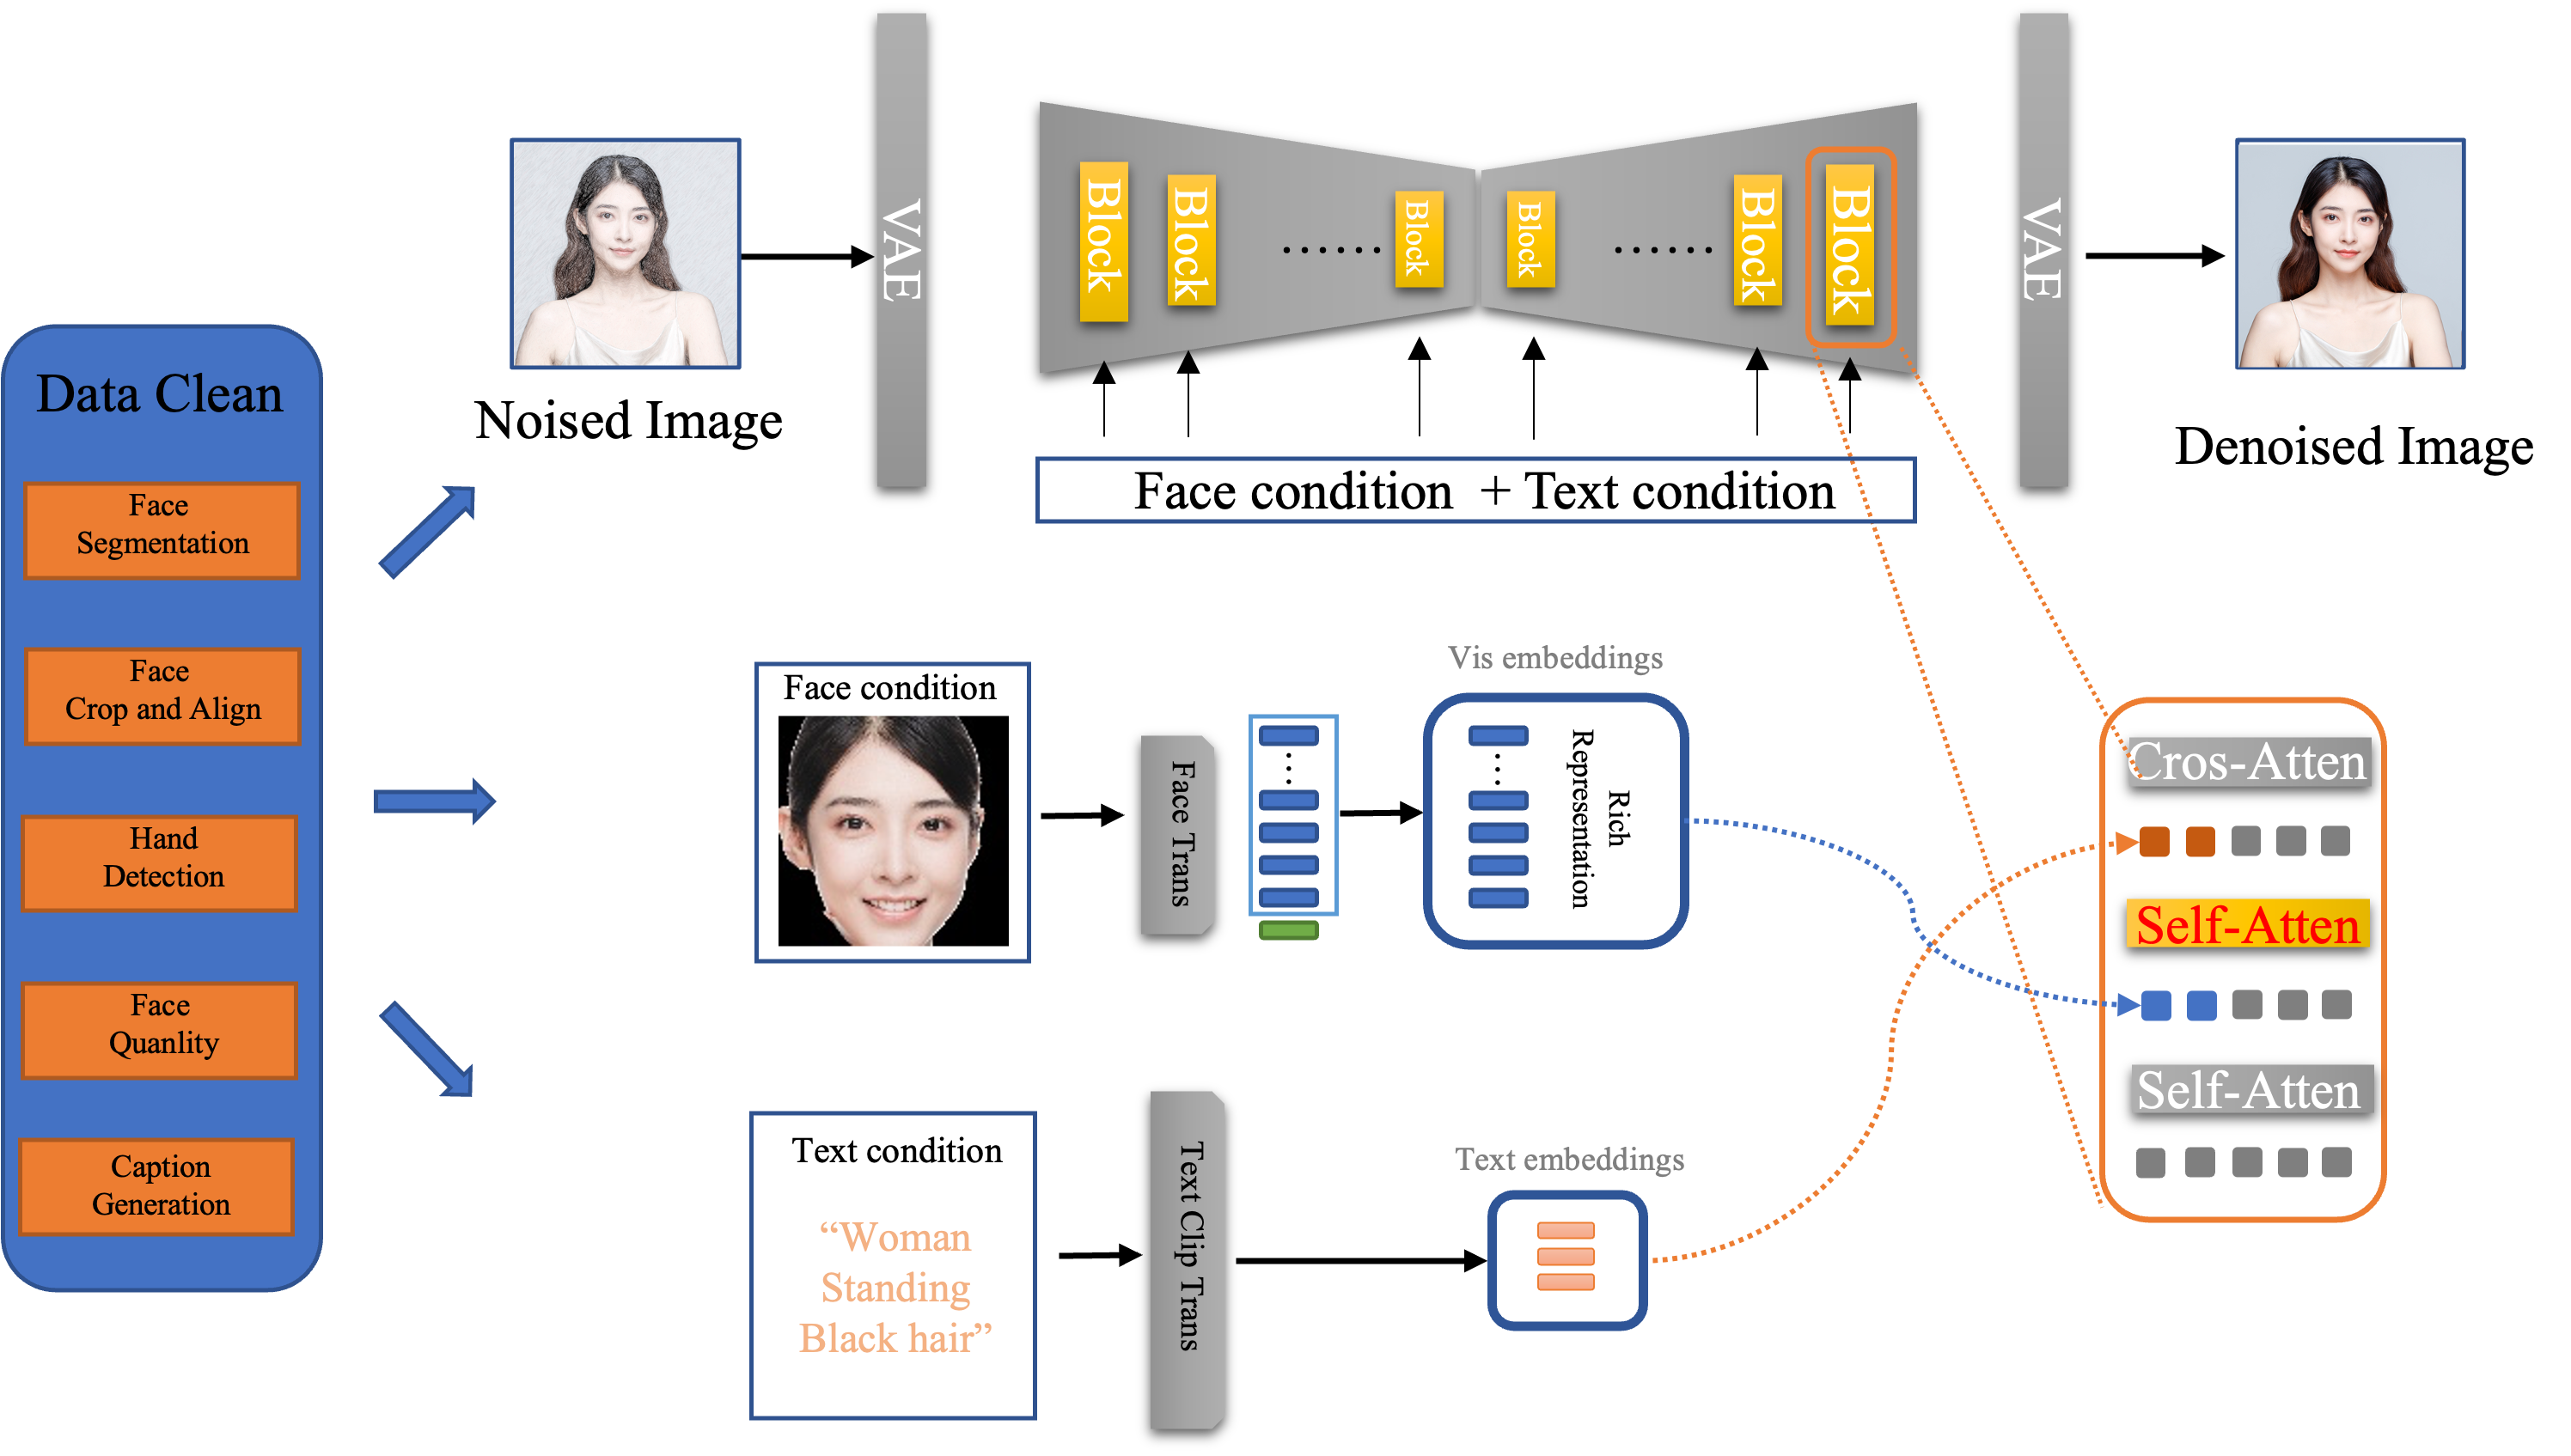 Data Clean
Face
Segmentation
Face
Crop and Align
Hand
Detection
Face
Quanlity
Caption
Generation
Noised Image
VAE
Block
Block
......
Block
Block
......
Block
Block
Face condition + Text condition
VAE
Denoised Image
Face condition
Face Trans
Vis embeddings
Rich
Representation
Text condition
“Woman
Standing
Black hair”
Text Clip Trans
Text embeddings
Cros-Atten
Self-Atten
Self-Atten